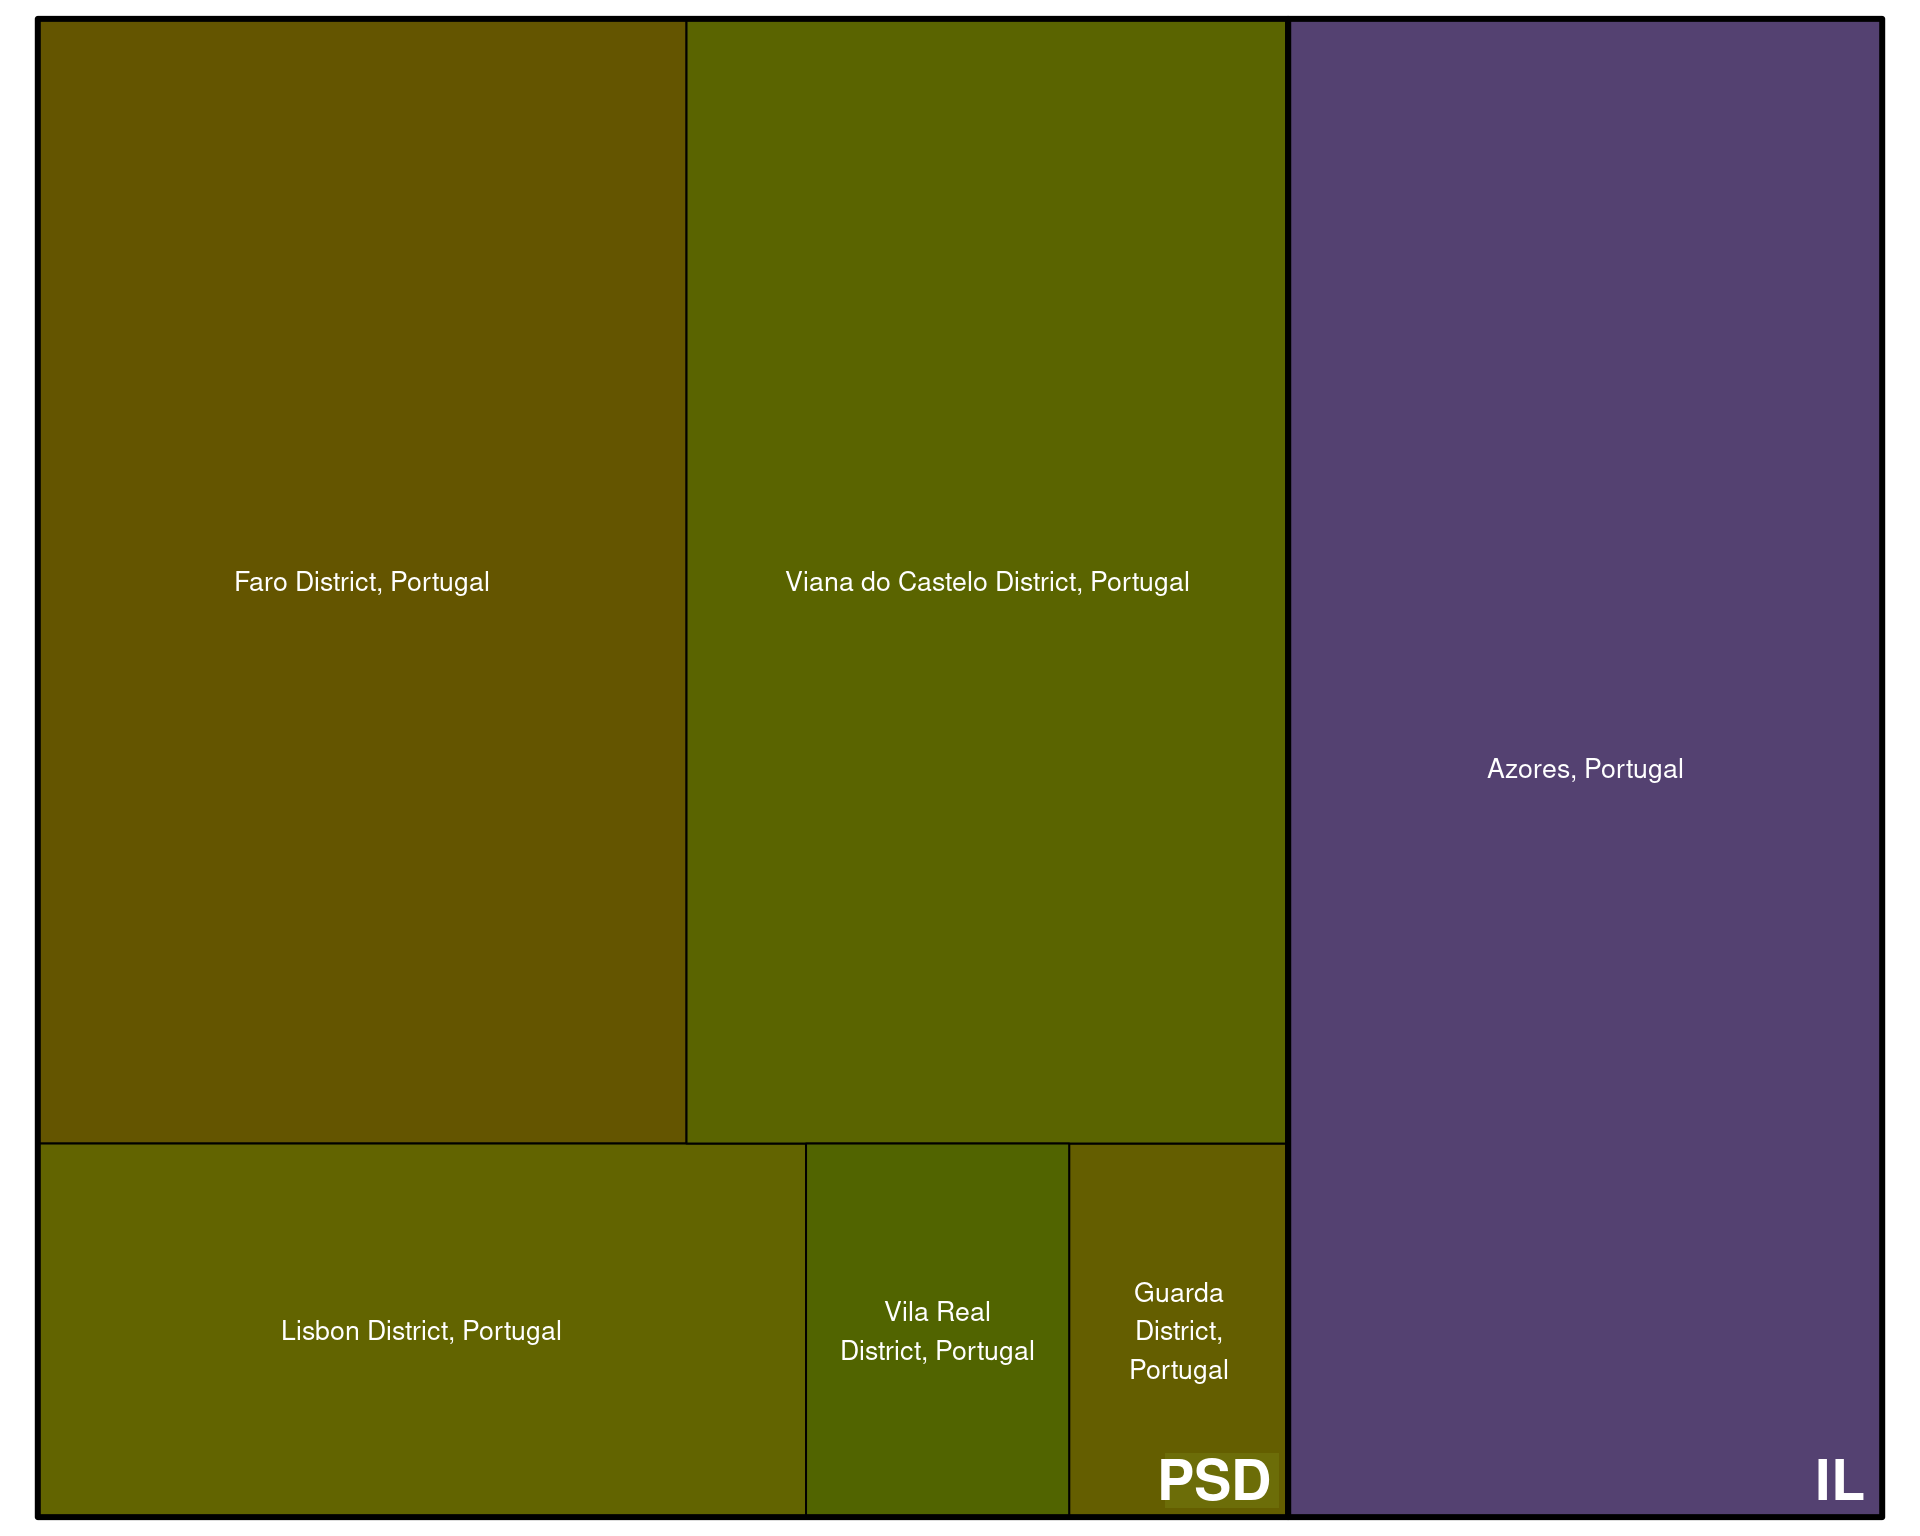 Faro District, Portugal
Viana do Castelo District, Portugal
Azores, Portugal
Lisbon District, Portugal
Vila Real
District, Portugal
Guarda
District,
Portugal
PSD
IL